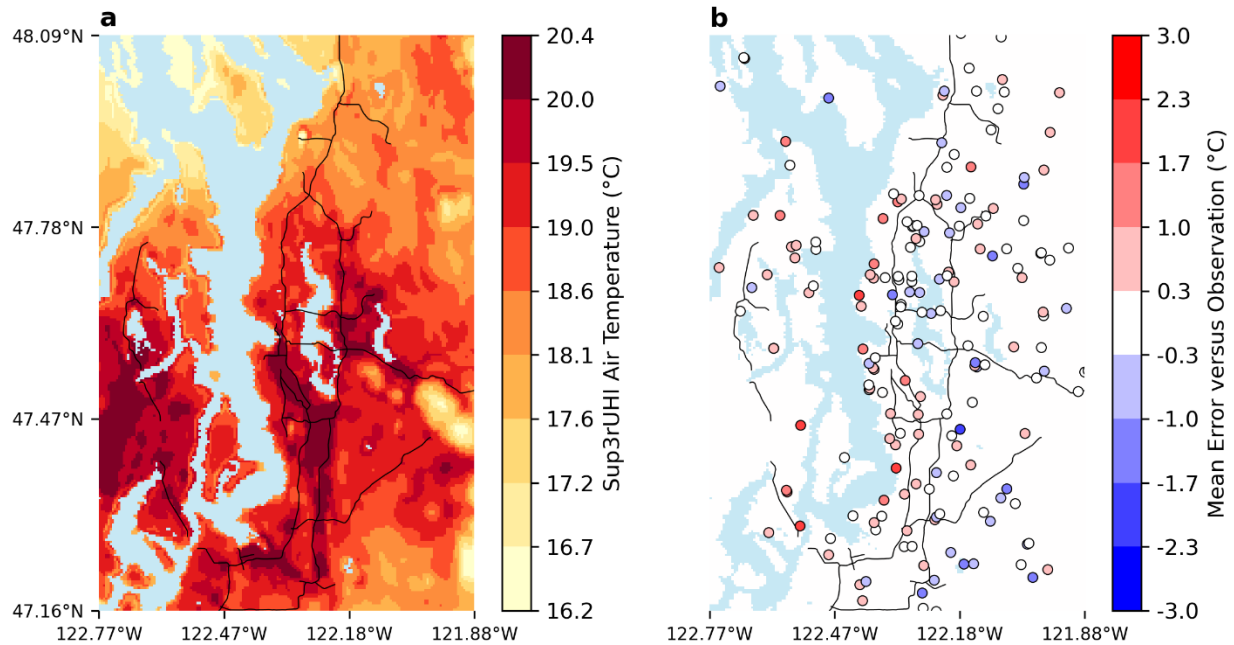 a
48.09°N
47.78°N
47.47°N
47.16°N
122.77°W
122.47°W
122.18°W
121.88°W
20.4
20.0
19.5
19.0
18.6
18.1
17.6
17.2
16.7
16.2
Sup3rUHI Air Temperature (°C)
b
122.77°W
122.47°W
122.18°W
121.88°W
3.0
2.3
1.7
1.0
0.3
-0.3
-1.0
-1.7
-2.3
-3.0
Mean Error versus Observation (°C)